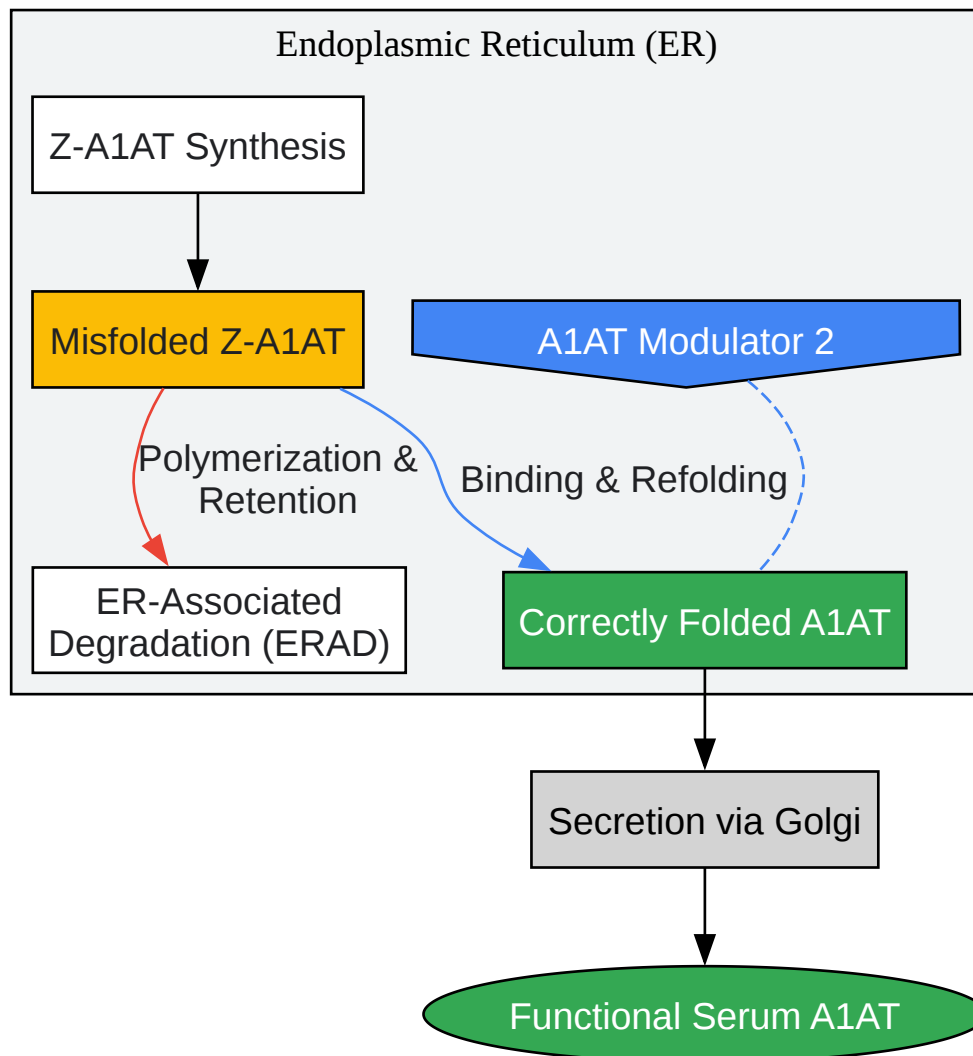 Endoplasmic Reticulum (ER)
Z-A1AT Synthesis
Misfolded Z-A1AT
A1AT Modulator 2
Polymerization &
Retention
Binding & Refolding
ER-Associated
Degradation (ERAD)
Correctly Folded A1AT
Secretion via Golgi
Functional Serum A1AT